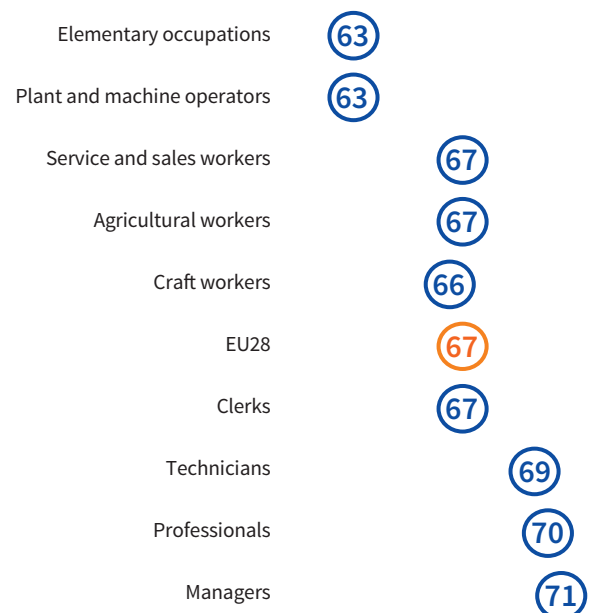 Elementary occupations 63
Plant and machine operators 63
Service and sales workers 67
Agricultural workers 67
Craft workers 66
EU28 67
Clerks 67
Technicians 69
Professionals 70
Managers 71